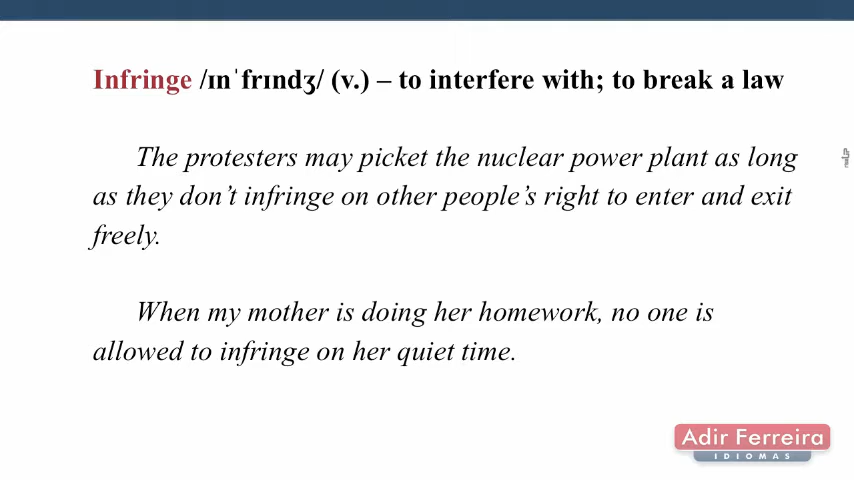 Infringe /ɪnˈfrɪndʒ/ (v.) – to interfere with; to break a law
The protesters may picket the nuclear power plant as long
as they don’t infringe on other people’s right to enter and exit
freely.
When my mother is doing her homework, no one is
allowed to infringe on her quiet time.
Adir Ferreira
IDIOMAS